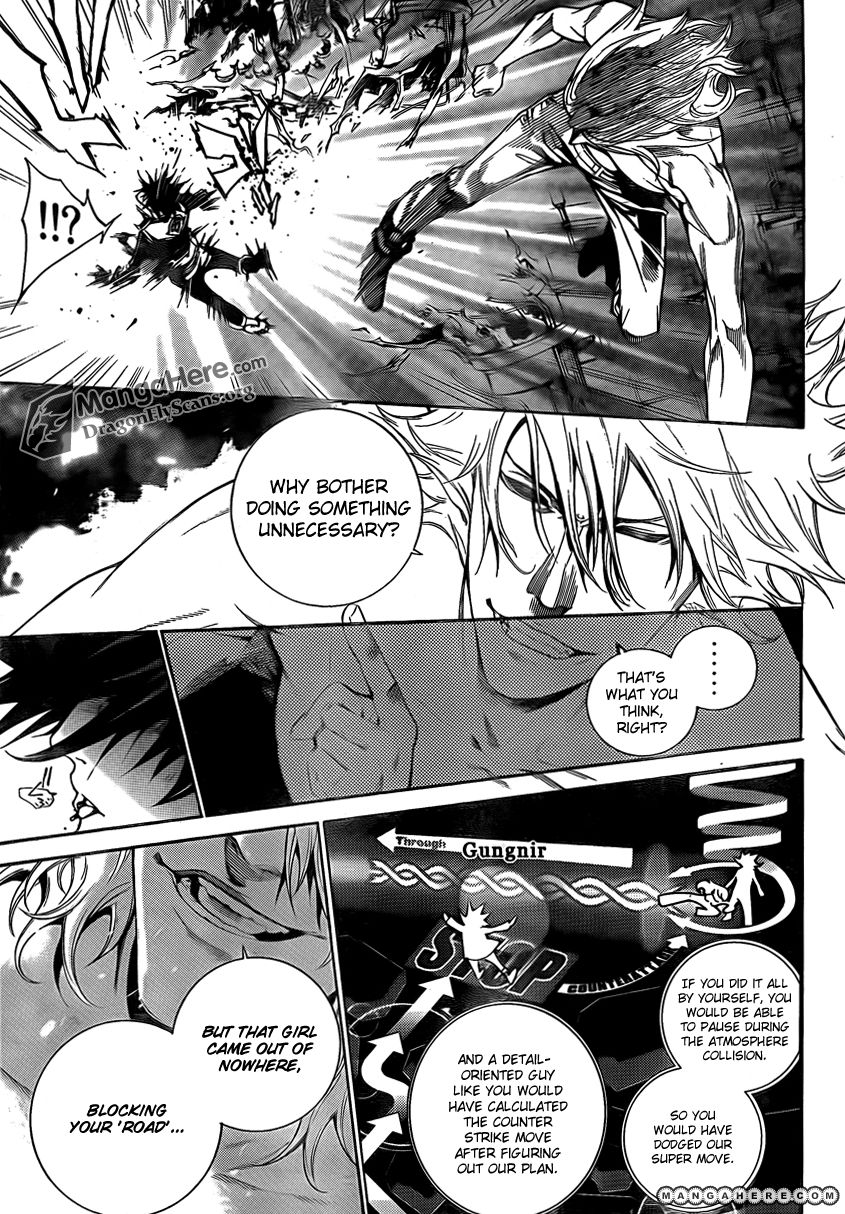 !!?
MangaHere.com
DragonFlyScans.org
WHY BOTHER
DOING SOMETHING
UNNECESSARY?
......
THAT'S
WHAT YOU
THINK,
RIGHT?
Through Gungnir
STOP
COUNTERATTACK
IF YOU DID IT ALL
BY YOURSELF, YOU
WOULD BE ABLE
TO PAUSE DURING
THE ATMOSPHERE
COLLISION.
SO YOU
WOULD HAVE
DODGED OUR
SUPER MOVE.
AND A DETAIL-
ORIENTED GUY
LIKE YOU WOULD
HAVE CALCULATED
THE COUNTER
STRIKE MOVE
AFTER FIGURING
OUT OUR PLAN.
BUT THAT GIRL
CAME OUT OF
NOWHERE,
BLOCKING
YOUR 'ROAD'...
MANGAHERE.COM